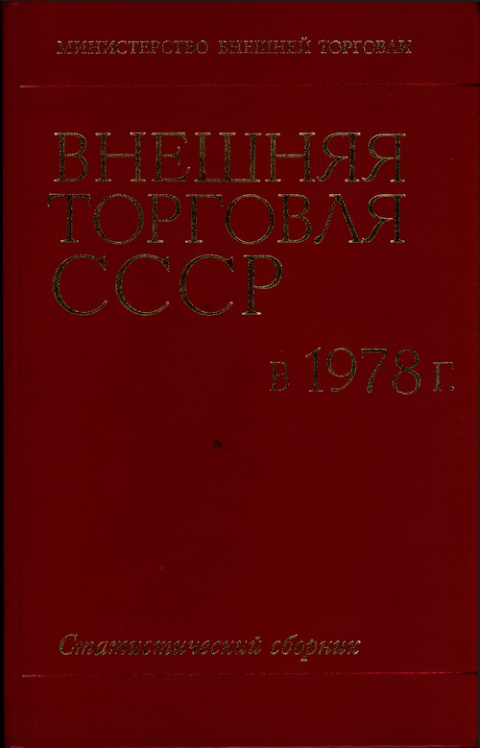 МИНИСТЕРСТВО ВНЕШНЕЙ ТОРГОВЛИ
ВНЕШНЯЯ
ТОРГОВЛЯ
СССР
в 1978 г.
Статистический сборник